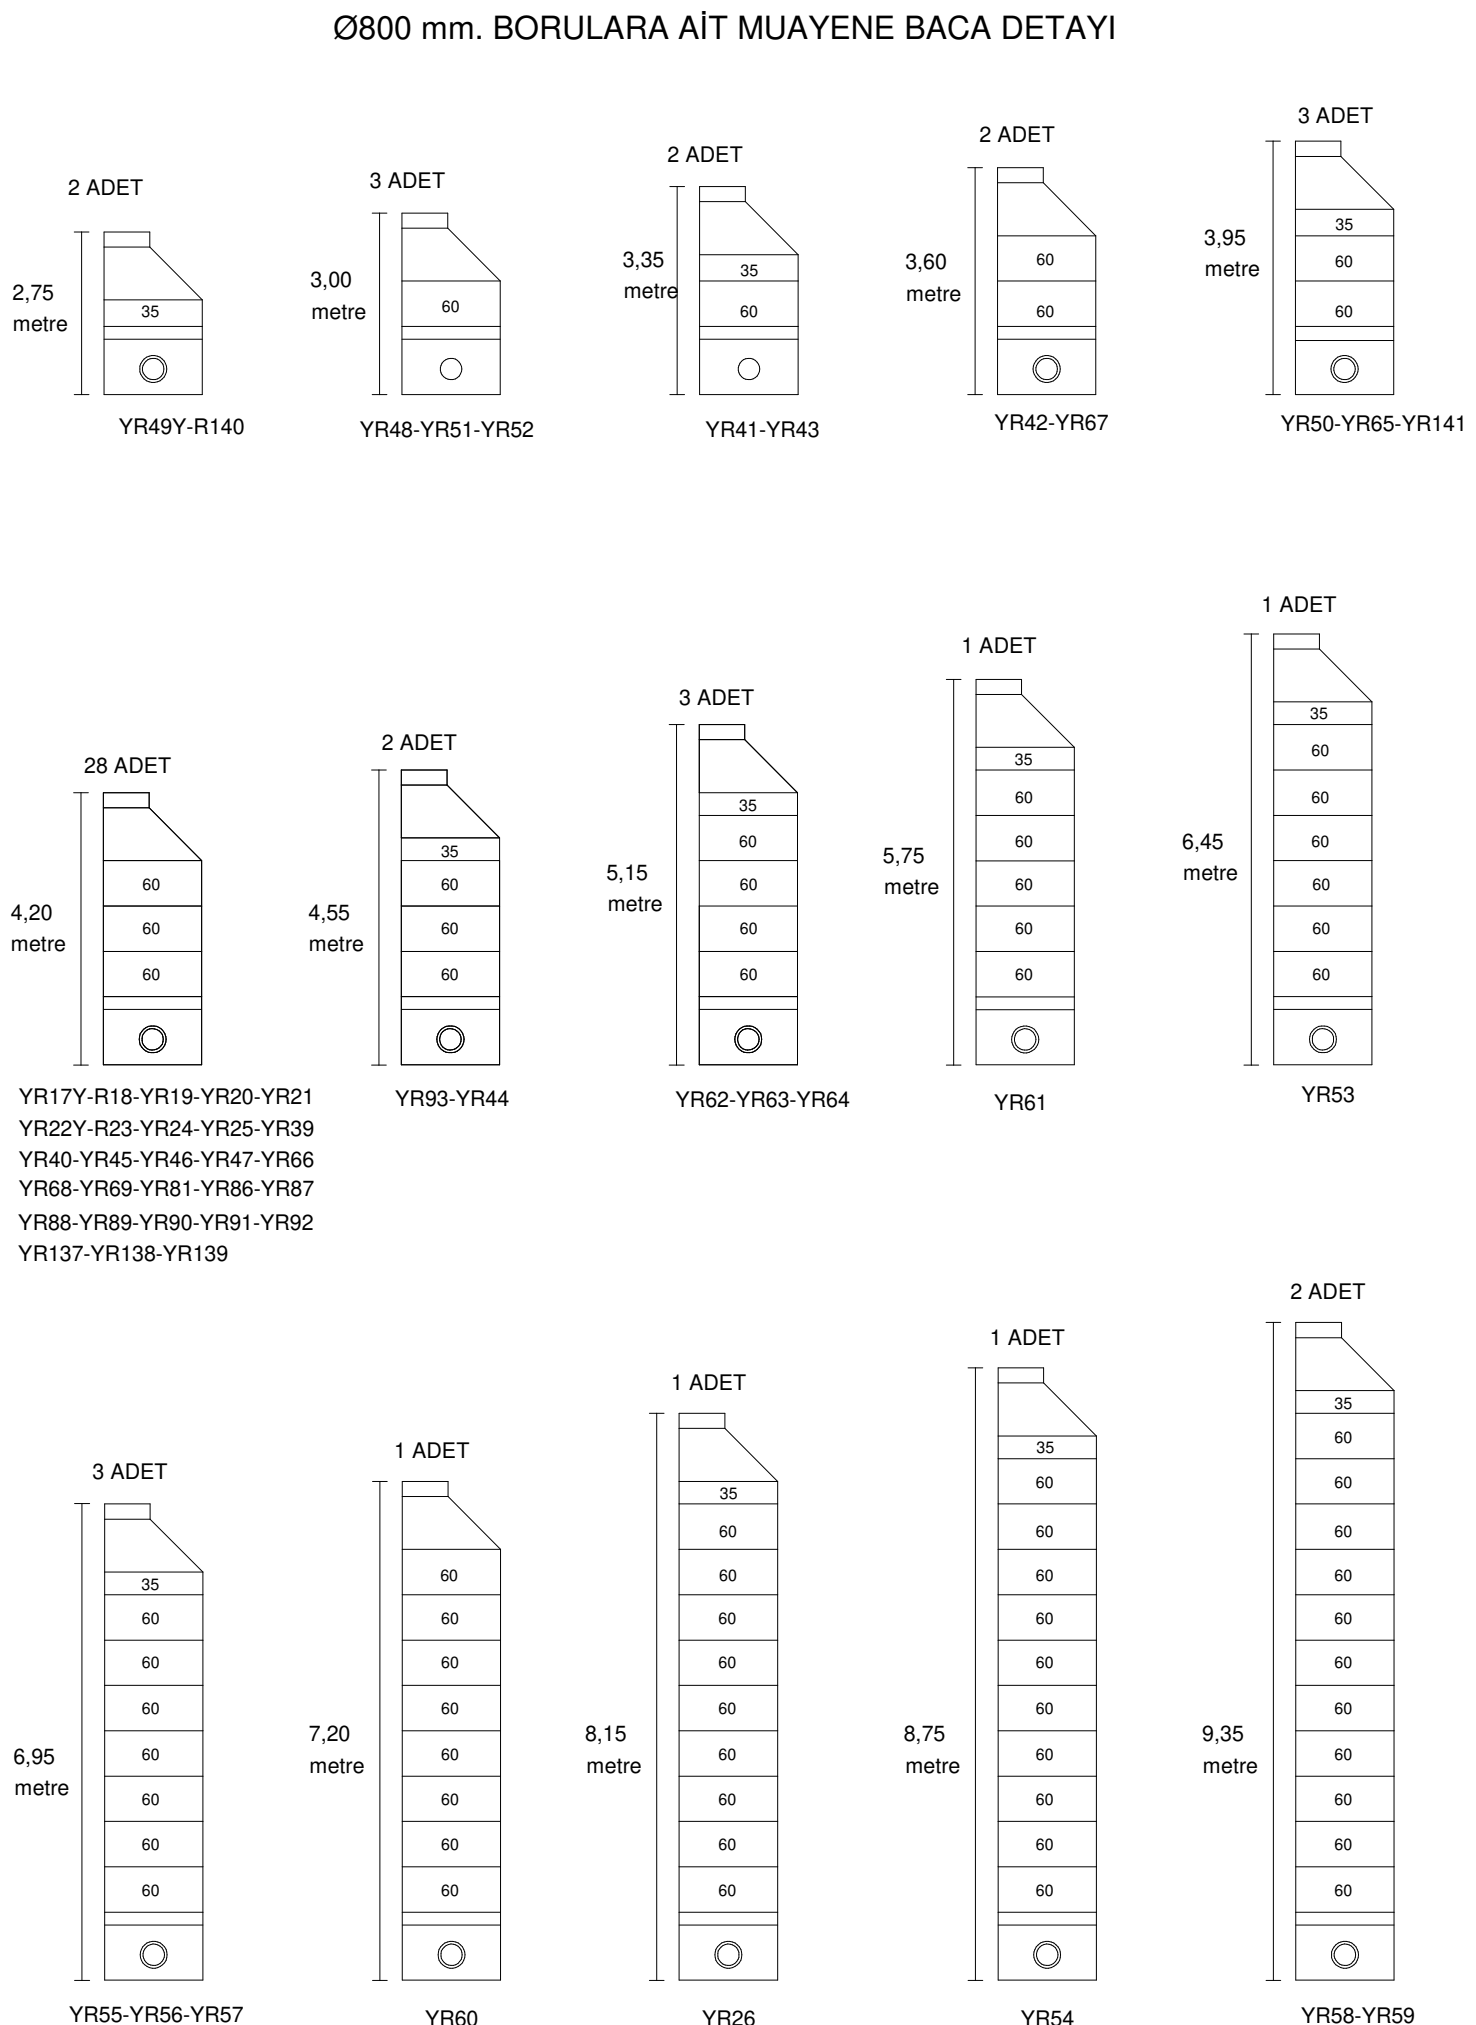 Ø800 mm. BORULARA AİT MUAYENE BACA DETAYI
2 ADET
2,75
metre
35
YR49Y-R140
3 ADET
3,00
metre
60
YR48-YR51-YR52
2 ADET
3,35
metre
35
60
YR41-YR43
2 ADET
3,60
metre
60
60
YR42-YR67
3 ADET
3,95
metre
35
60
60
YR50-YR65-YR141
28 ADET
4,20
metre
60
60
60
YR17Y-R18-YR19-YR20-YR21
YR22Y-R23-YR24-YR25-YR39
YR40-YR45-YR46-YR47-YR66
YR68-YR69-YR81-YR86-YR87
YR88-YR89-YR90-YR91-YR92
YR137-YR138-YR139
2 ADET
4,55
metre
35
60
60
60
YR93-YR44
3 ADET
5,15
metre
35
60
60
60
60
YR62-YR63-YR64
1 ADET
5,75
metre
35
60
60
60
60
60
YR61
1 ADET
6,45
metre
35
60
60
60
60
60
60
YR53
3 ADET
6,95
metre
35
60
60
60
60
60
60
60
YR55-YR56-YR57
1 ADET
7,20
metre
60
60
60
60
60
60
60
60
YR60
1 ADET
8,15
metre
35
60
60
60
60
60
60
60
60
60
YR26
1 ADET
8,75
metre
35
60
60
60
60
60
60
60
60
60
60
YR54
2 ADET
9,35
metre
35
60
60
60
60
60
60
60
60
60
60
60
YR58-YR59